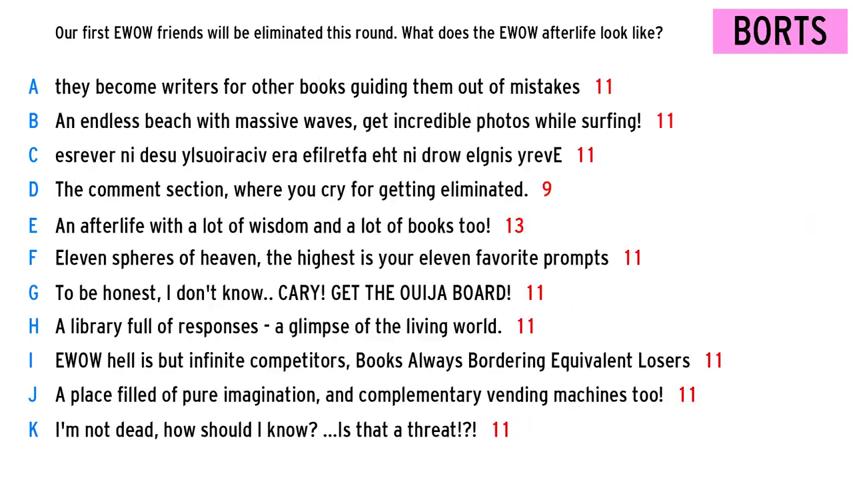 Our first EWOW friends will be eliminated this round. What does the EWOW afterlife look like?
BORTS
A they become writers for other books guiding them out of mistakes 11
B An endless beach with massive waves, get incredible photos while surfing! 11
C esrever ni desu ylsuoiraciv era efilretfa eht ni drow elgnis yrevE 11
D The comment section, where you cry for getting eliminated. 9
E An afterlife with a lot of wisdom and a lot of books too! 13
F Eleven spheres of heaven, the highest is your eleven favorite prompts 11
G To be honest, I don't know.. CARY! GET THE OUIJA BOARD! 11
H A library full of responses - a glimpse of the living world. 11
I EWOW hell is but infinite competitors, Books Always Bordering Equivalent Losers 11
J A place filled of pure imagination, and complementary vending machines too! 11
K I'm not dead, how should I know? ...Is that a threat!?! 11